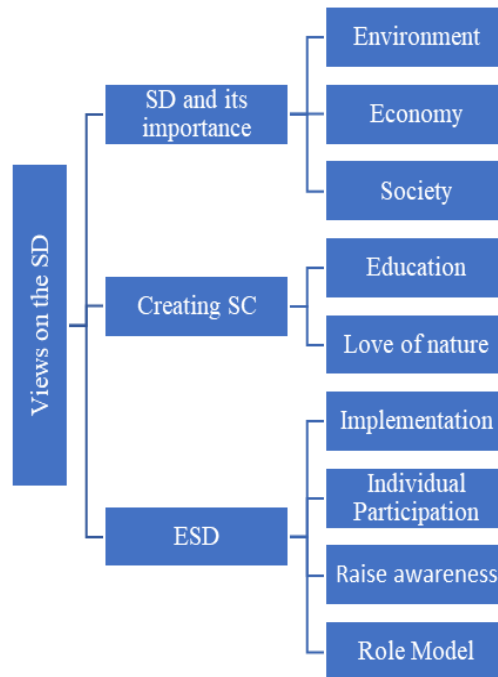 Views on the SD
SD and its
importance
Environment
Economy
Society
Creating SC
Education
Love of nature
ESD
Implementation
Individual
Participation
Raise awareness
Role Model